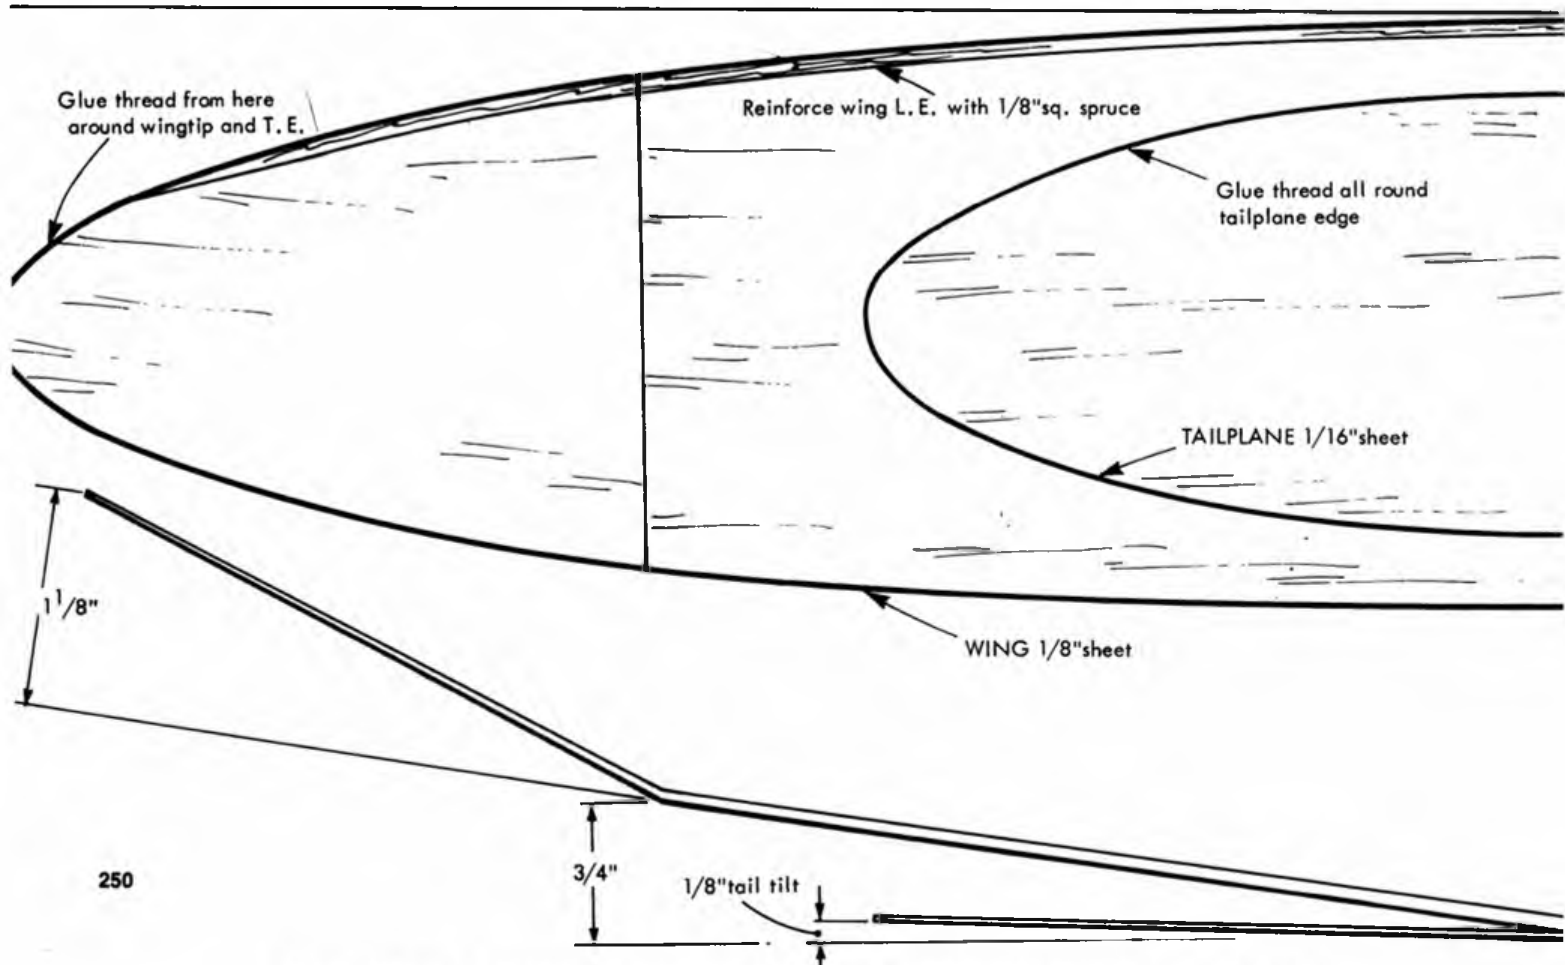 Glue thread from here
around wingtip and T. E.
Reinforce wing L. E. with 1/8"sq. spruce
Glue thread all round
tailplane edge
TAILPLANE 1/16"sheet
1 1/8"
WING 1/8"sheet
3/4"
1/8"tail tilt
250